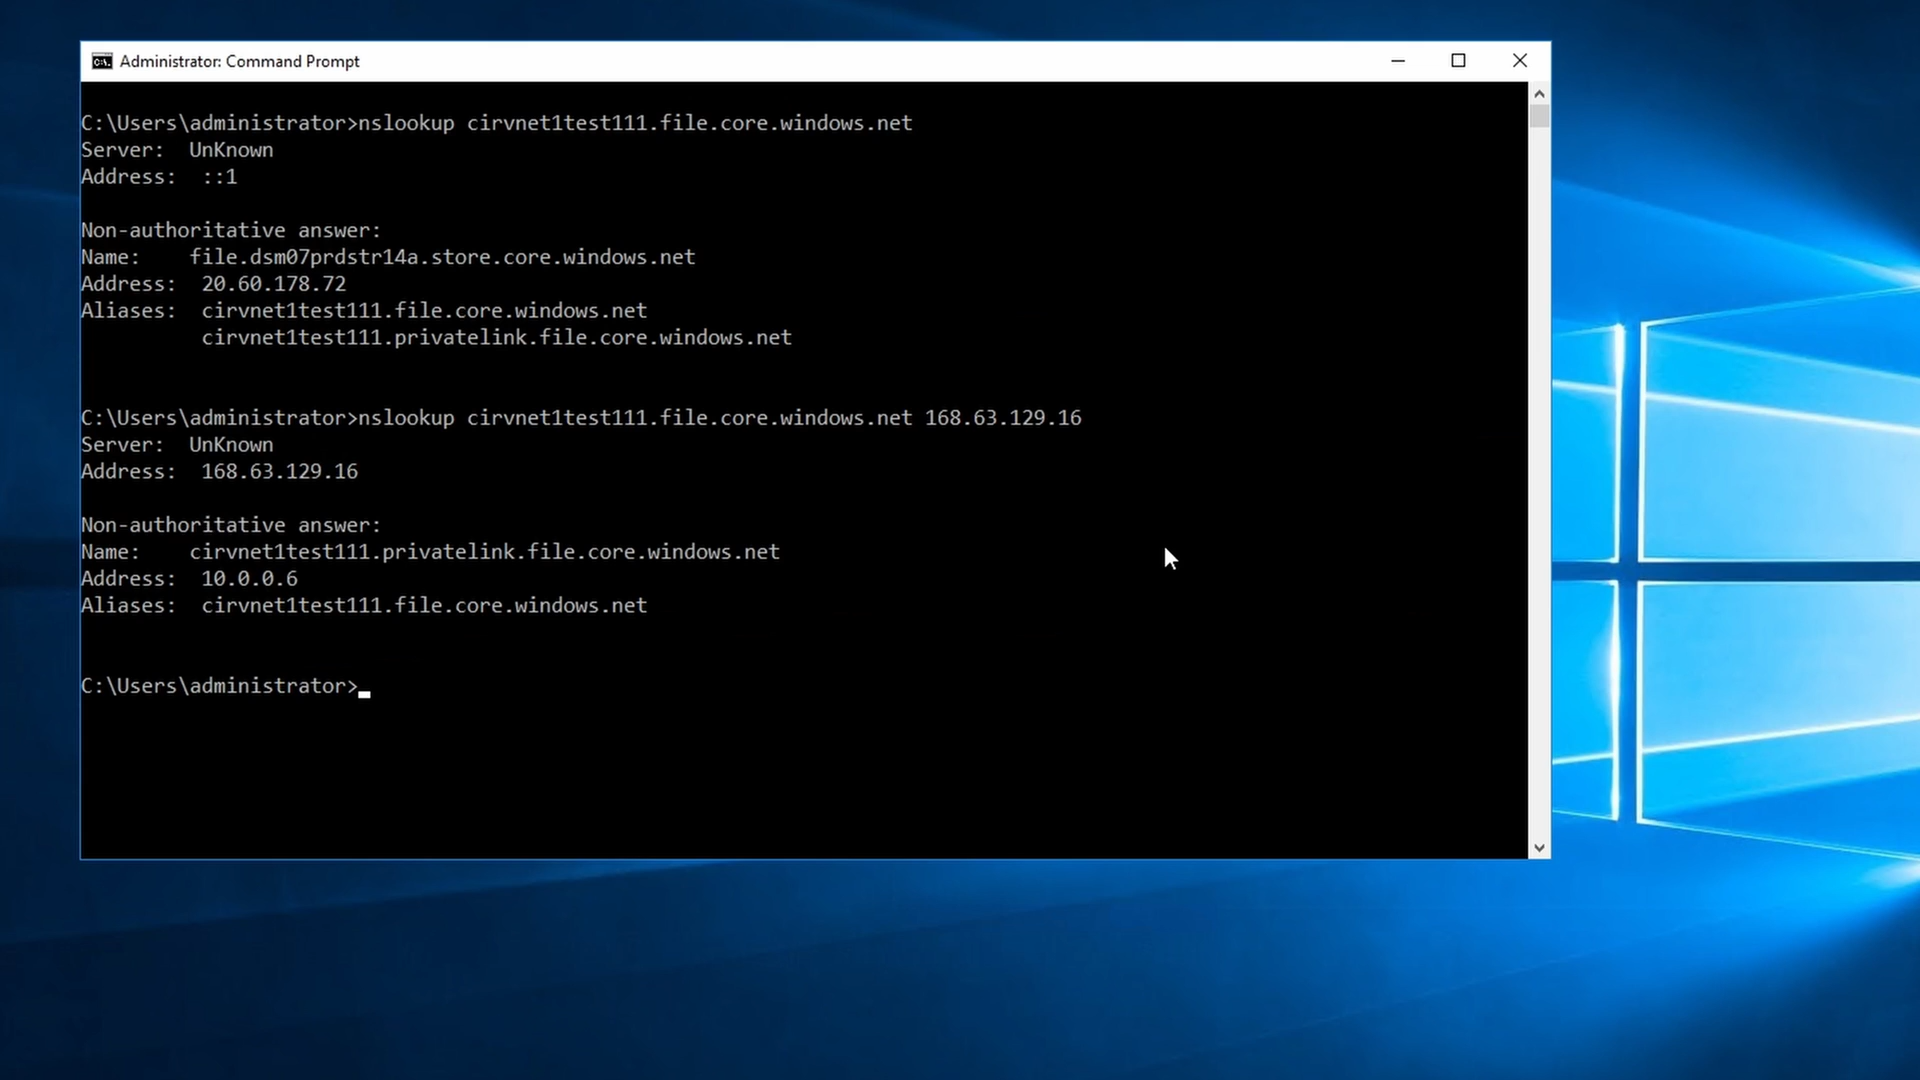 Administrator: Command Prompt
C:\Users\administrator>nslookup cirvnet1test111.file.core.windows.net
Server:  UnKnown
Address:  ::1
Non-authoritative answer:
Name:    file.dsm07prdstr14a.store.core.windows.net
Address:  20.60.178.72
Aliases:  cirvnet1test111.file.core.windows.net
cirvnet1test111.privatelink.file.core.windows.net
C:\Users\administrator>nslookup cirvnet1test111.file.core.windows.net 168.63.129.16
Server:  UnKnown
Address:  168.63.129.16
Non-authoritative answer:
Name:    cirvnet1test111.privatelink.file.core.windows.net
Address:  10.0.0.6
Aliases:  cirvnet1test111.file.core.windows.net
C:\Users\administrator>